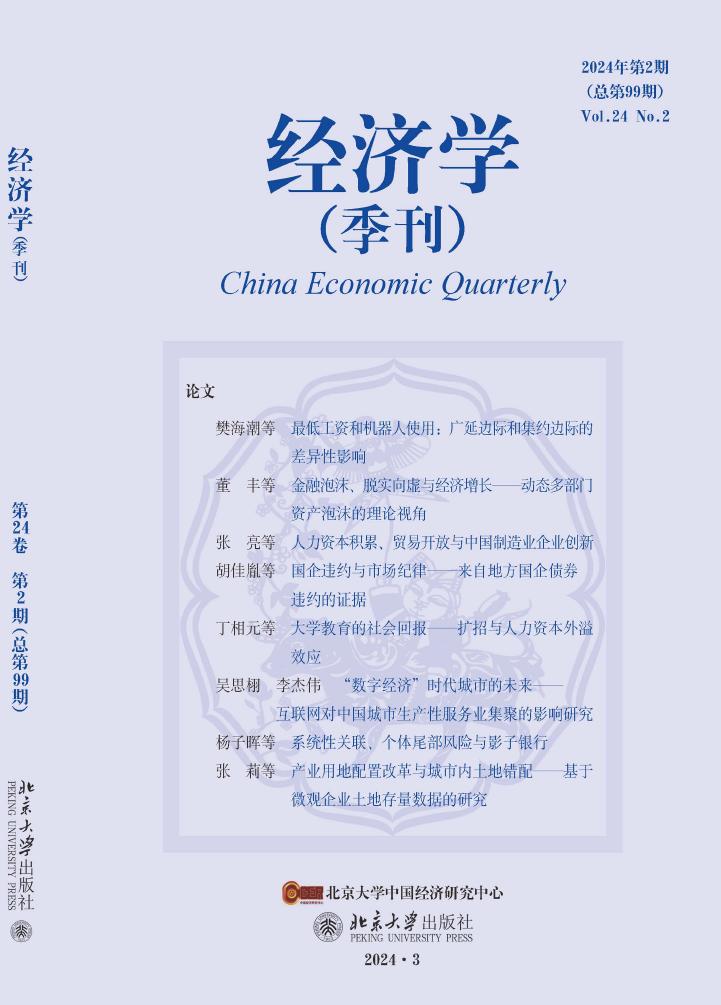 2024年第2期
（总第99期）
Vol.24 No.2
经济学
（季刊）
China Economic Quarterly
论文
樊海潮等 最低工资和机器人使用：广延边际和集约边际的
差异性影响
董 丰等 金融泡沫、脱实向虚与经济增长——动态多部门
资产泡沫的理论视角
张 亮等 人力资本积累、贸易开放与中国制造业企业创新
胡佳胤等 国企违约与市场纪律——来自地方国企债券
违约的证据
丁相元等 大学教育的社会回报——扩招与人力资本外溢
效应
吴思栩 李杰伟 “数字经济”时代城市的未来——
互联网对中国城市生产性服务业集聚的影响研究
杨子晖等 系统性关联、个体尾部风险与影子银行
张 莉等 产业用地配置改革与城市内土地错配——基于
微观企业土地存量数据的研究
北京大学中国经济研究中心
北京大学出版社
PEKING UNIVERSITY PRESS
2024·3
经济学（季刊）
第24卷 第2期（总第99期）
北京大学出版社
PEKING UNIVERSITY PRESS